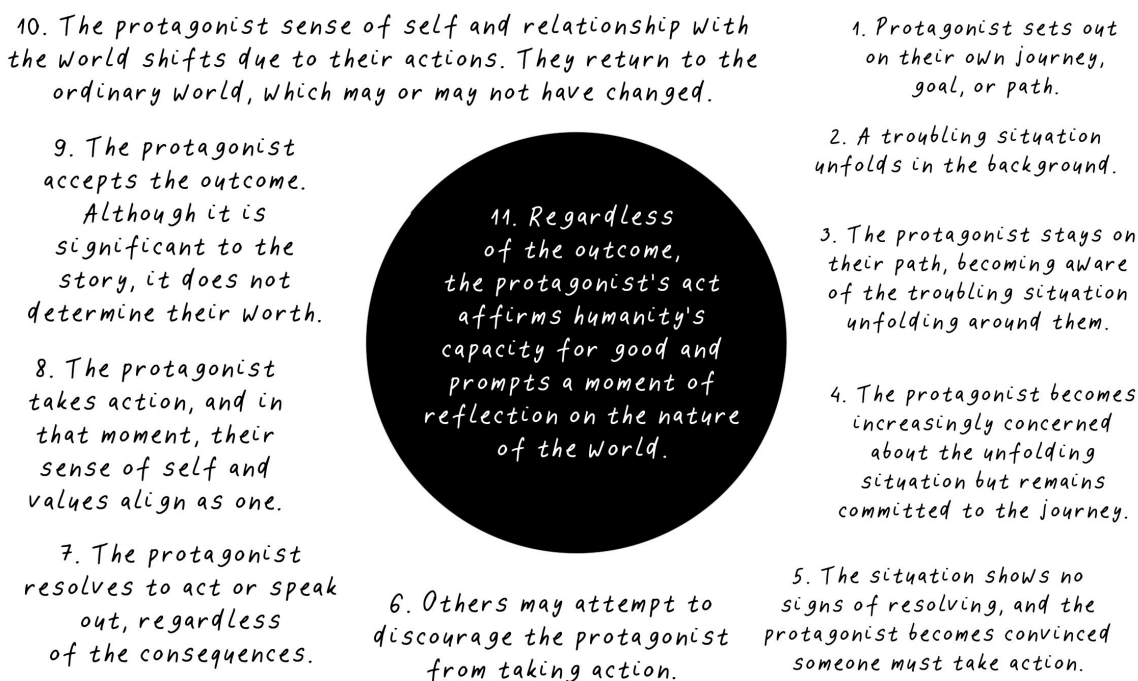 10. The protagonist sense of self and relationship with
the world shifts due to their actions. They return to the
ordinary world, which may or may not have changed.
1. Protagonist sets out
on their own journey,
goal, or path.
2. A troubling situation
unfolds in the background.
3. The protagonist stays on
their path, becoming aware
of the troubling situation
unfolding around them.
4. The protagonist becomes
increasingly concerned
about the unfolding
situation but remains
committed to the journey.
5. The situation shows no
signs of resolving, and the
protagonist becomes convinced
someone must take action.
6. Others may attempt to
discourage the protagonist
from taking action.
7. The protagonist
resolves to act or speak
out, regardless
of the consequences.
8. The protagonist
takes action, and in
that moment, their
sense of self and
values align as one.
9. The protagonist
accepts the outcome.
Although it is
significant to the
story, it does not
determine their worth.
11. Regardless
of the outcome,
the protagonist's act
affirms humanity's
capacity for good and
prompts a moment of
reflection on the nature
of the world.